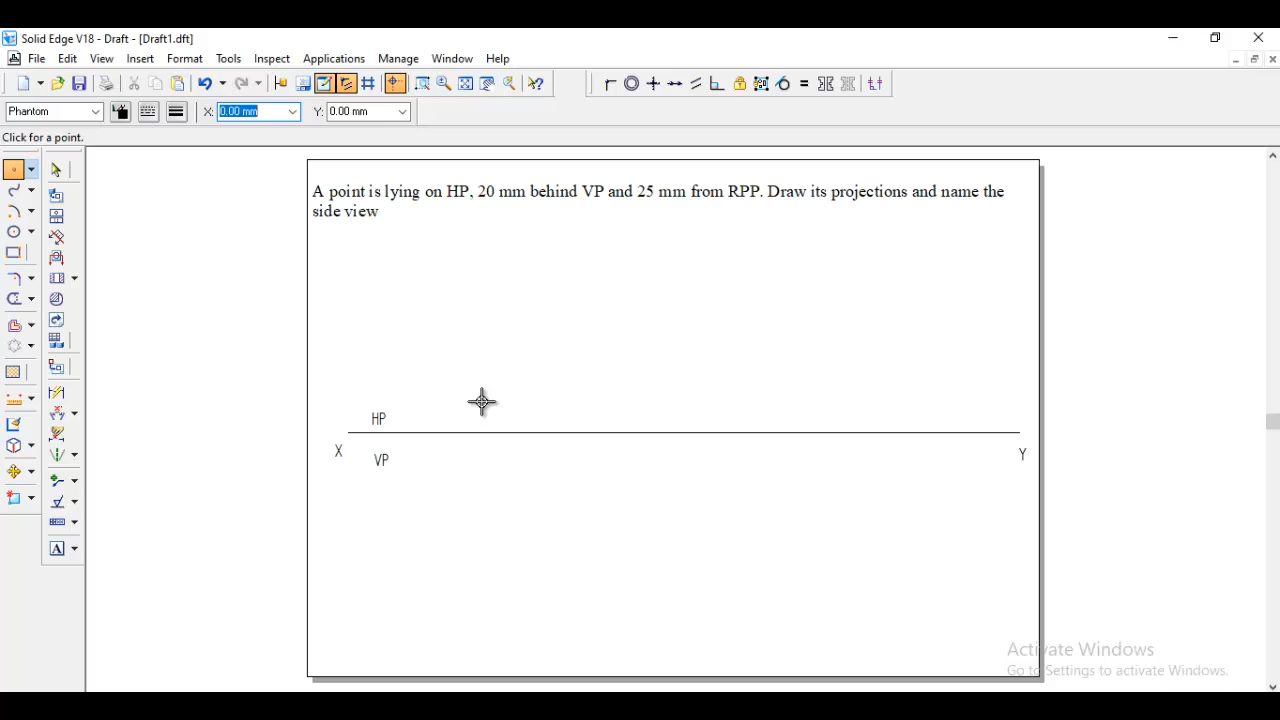 Solid Edge V18 - Draft - [Draft1.dft]
File Edit View Insert Format Tools Inspect Applications Manage Window Help
Phantom X: 0.00 mm Y: 0.00 mm
Click for a point.
A point is lying on HP, 20 mm behind VP and 25 mm from RPP. Draw its projections and name the
side view
HP
X
VP
Y
A
Activate Windows
Go to Settings to activate Windows.